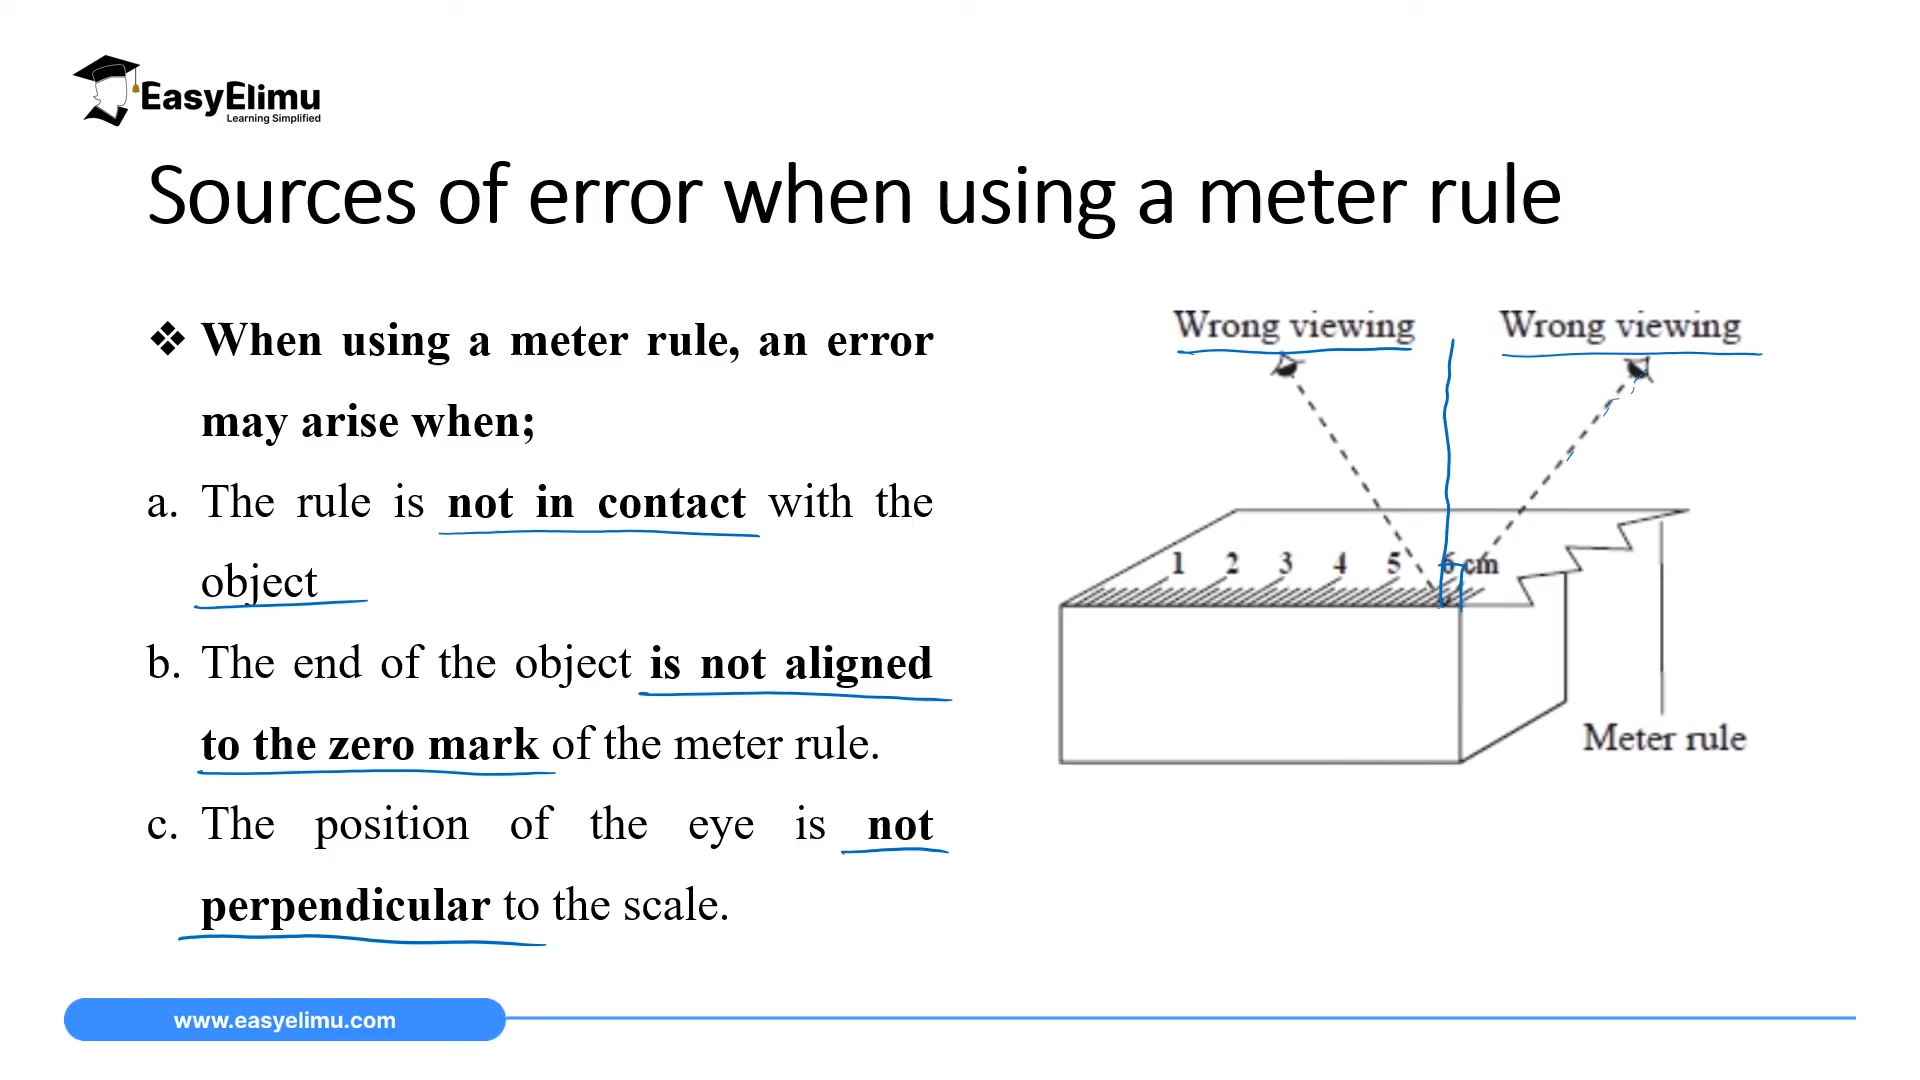 EasyElimu
Learning Simplified
Sources of error when using a meter rule
❖ When using a meter rule, an error
may arise when;
a. The rule is not in contact with the
object
b. The end of the object is not aligned
to the zero mark of the meter rule.
c. The position of the eye is not
perpendicular to the scale.
Wrong viewing Wrong viewing
1 2 3 4 5 6 cm
Meter rule
www.easyelimu.com